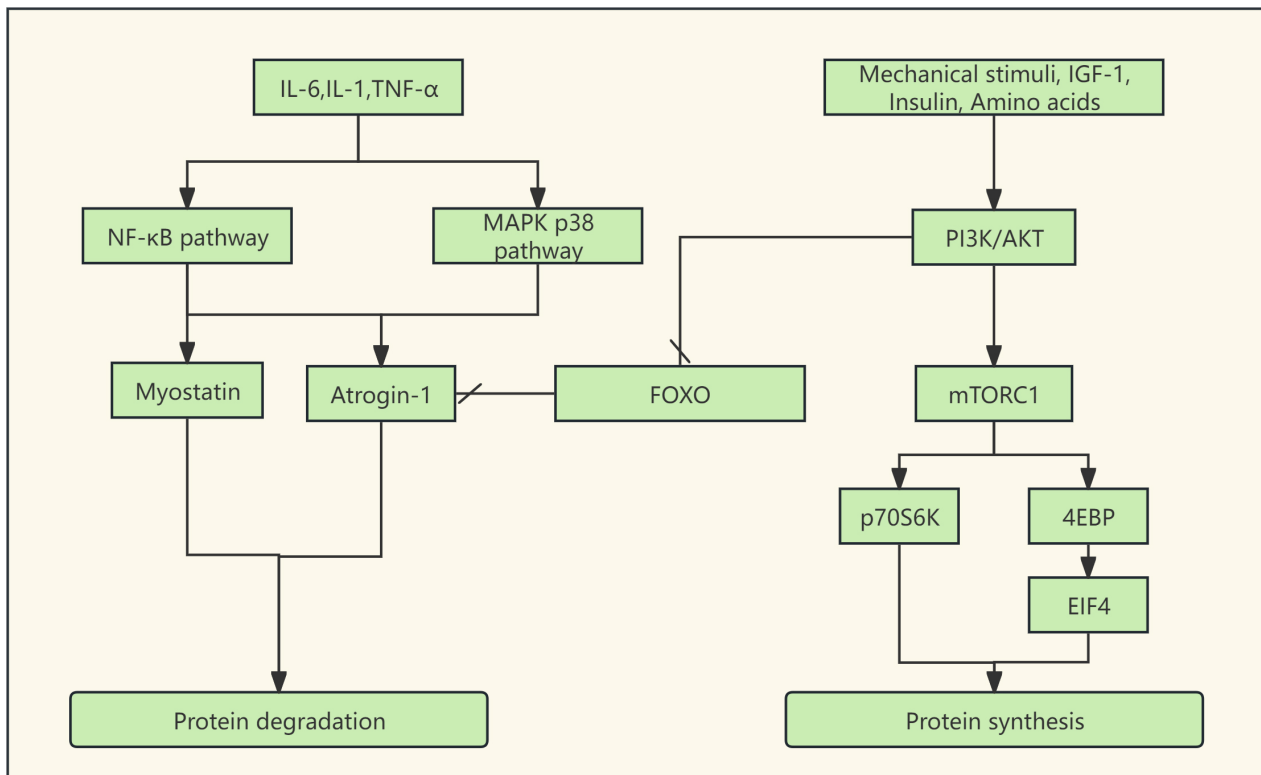 IL-6,IL-1,TNF-α
Mechanical stimuli, IGF-1,
Insulin, Amino acids
NF-κB pathway
MAPK p38
pathway
PI3K/AKT
Myostatin
Atrogin-1
FOXO
mTORC1
p70S6K
4EBP
EIF4
Protein degradation
Protein synthesis